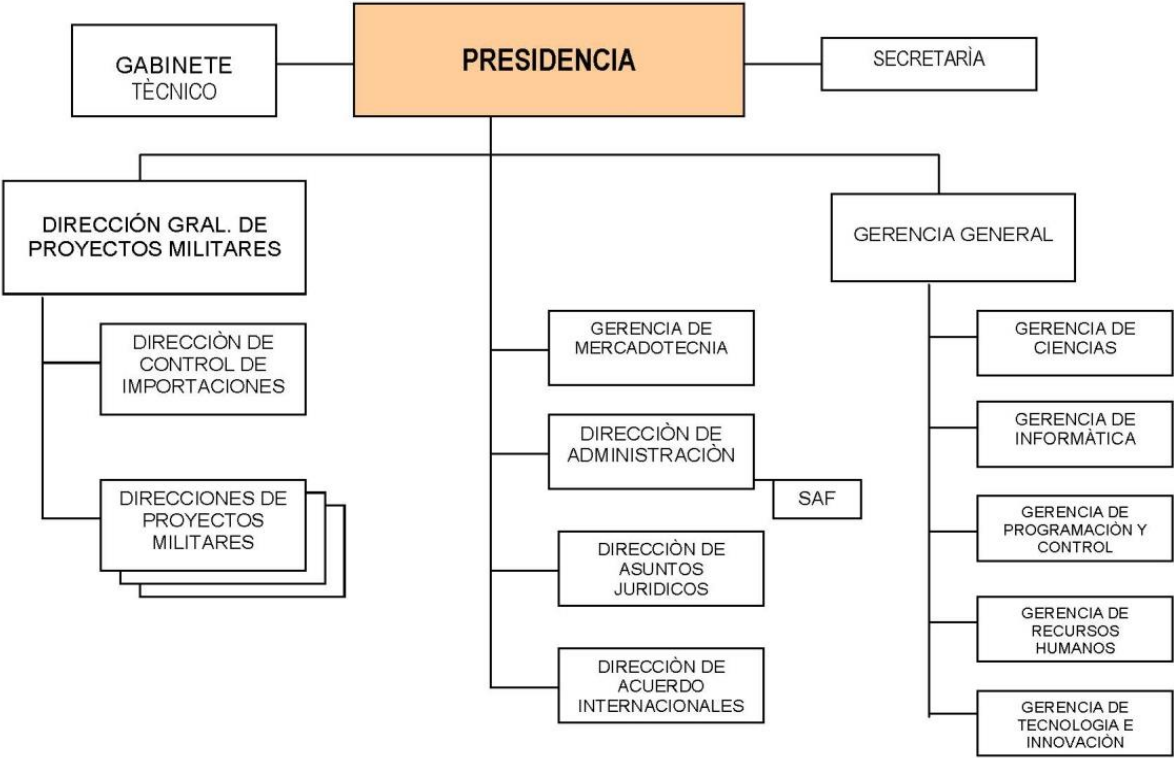 GABINETE
TÈCNICO
PRESIDENCIA
SECRETARÌA
DIRECCIÓN GRAL. DE
PROYECTOS MILITARES
GERENCIA GENERAL
DIRECCIÒN DE
CONTROL DE
IMPORTACIONES
DIRECCIONES DE
PROYECTOS
MILITARES
GERENCIA DE
MERCADOTECNIA
DIRECCIÒN DE
ADMINISTRACIÒN
SAF
DIRECCIÒN DE
ASUNTOS
JURIDICOS
DIRECCIÒN DE
ACUERDO
INTERNACIONALES
GERENCIA DE
CIENCIAS
GERENCIA DE
INFORMÀTICA
GERENCIA DE
PROGRAMACIÒN Y
CONTROL
GERENCIA DE
RECURSOS
HUMANOS
GERENCIA DE
TECNOLOGIA E
INNOVACIÒN